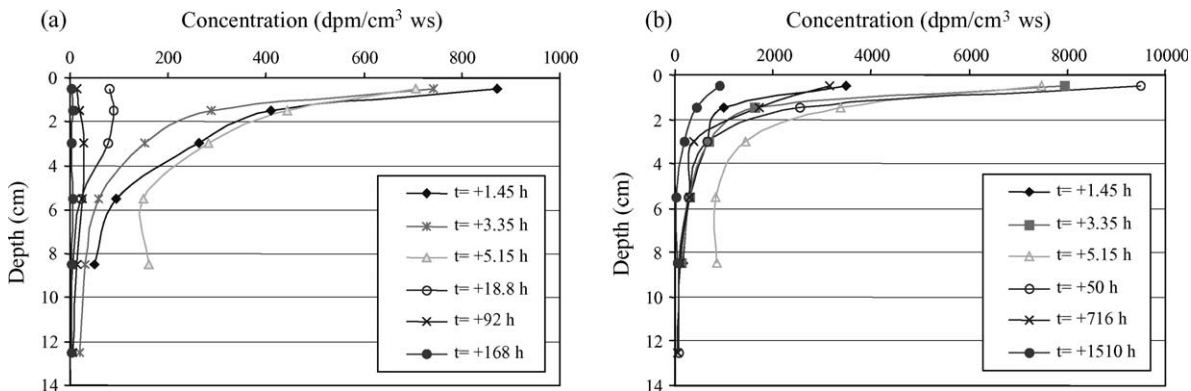 (a) Concentration (dpm/cm³ ws)
0 200 400 600 800 1000
0
2
4
6
8
10
12
14
Depth (cm)
t= +1.45 h
t= +3.35 h
t= +5.15 h
t= +18.8 h
t= +92 h
t= +168 h
(b) Concentration (dpm/cm³ ws)
0 2000 4000 6000 8000 10000
0
2
4
6
8
10
12
14
Depth (cm)
t= +1.45 h
t= +3.35 h
t= +5.15 h
t= +50 h
t= +716 h
t= +1510 h